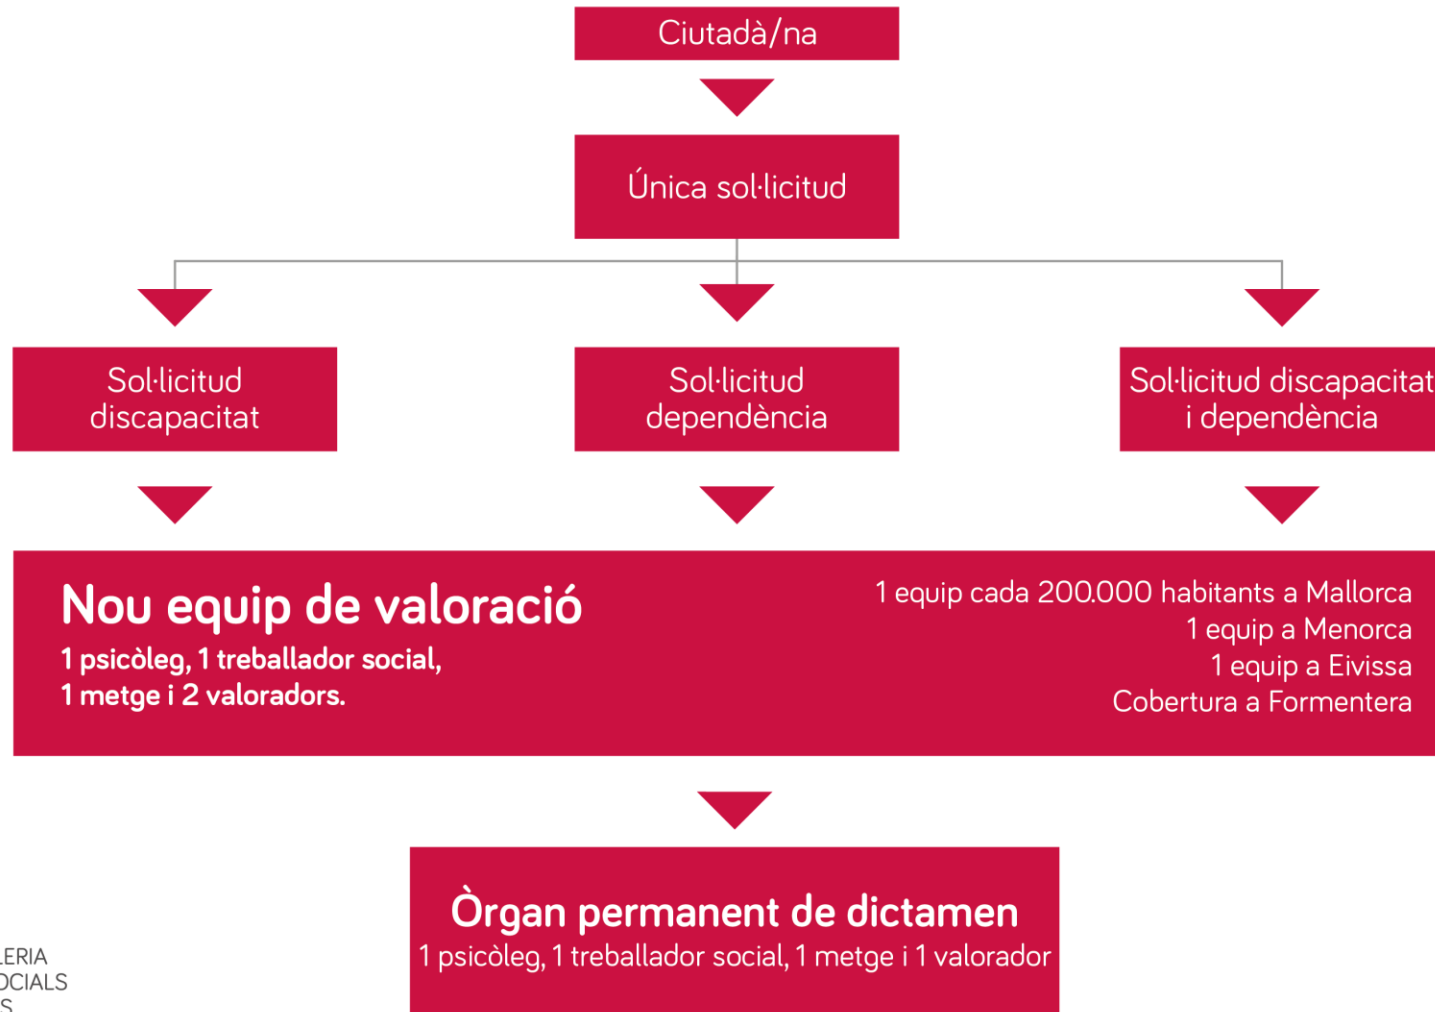 Ciutadà/na
Única sol·licitud
Sol·licitud
discapacitat
Sol·licitud
dependència
Sol·licitud discapacitat
i dependència
Nou equip de valoració
1 psicòleg, 1 treballador social,
1 metge i 2 valoradors.
1 equip cada 200.000 habitants a Mallorca
1 equip a Menorca
1 equip a Eivissa
Cobertura a Formentera
Òrgan permanent de dictamen
1 psicòleg, 1 treballador social, 1 metge i 1 valorador